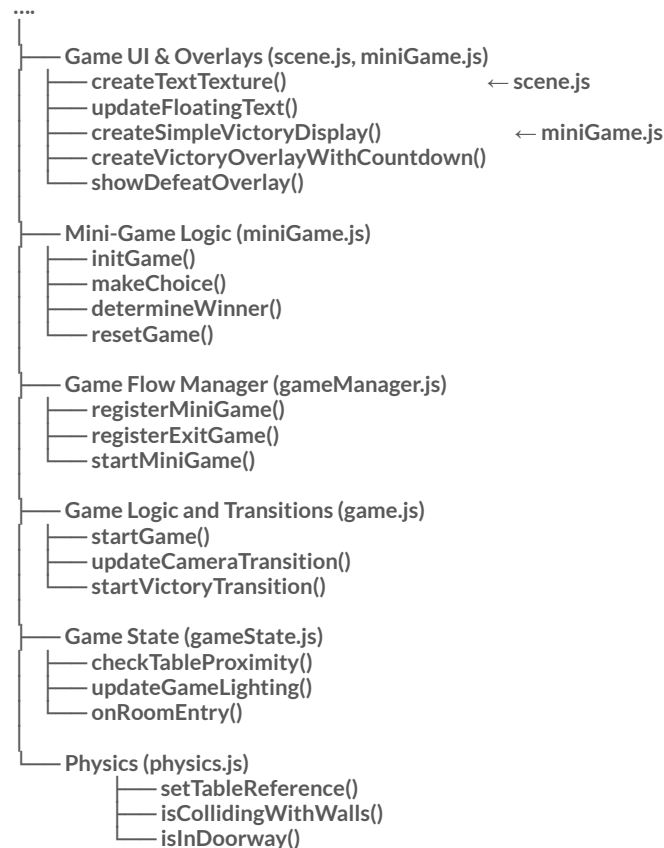 ....
Game UI & Overlays (scene.js, miniGame.js)
createTextTexture() ← scene.js
updateFloatingText()
createSimpleVictoryDisplay() ← miniGame.js
createVictoryOverlayWithCountdown()
showDefeatOverlay()
Mini-Game Logic (miniGame.js)
initGame()
makeChoice()
determineWinner()
resetGame()
Game Flow Manager (gameManager.js)
registerMiniGame()
registerExitGame()
startMiniGame()
Game Logic and Transitions (game.js)
startGame()
updateCameraTransition()
startVictoryTransition()
Game State (gameState.js)
checkTableProximity()
updateGameLighting()
onRoomEntry()
Physics (physics.js)
setTableReference()
isCollidingWithWalls()
isInDoorway()